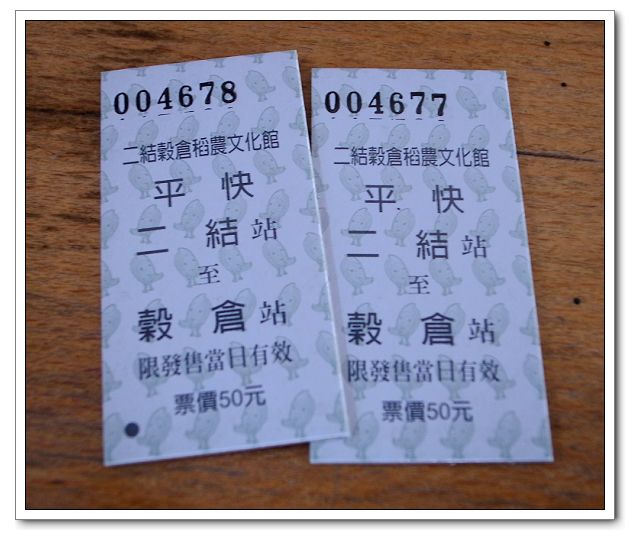 004678
二結穀倉稻農文化館
平快
二結站
至
穀倉站
限發售當日有效
票價50元
004677
二結穀倉稻農文化館
平快
二結站
至
穀倉站
限發售當日有效
票價50元